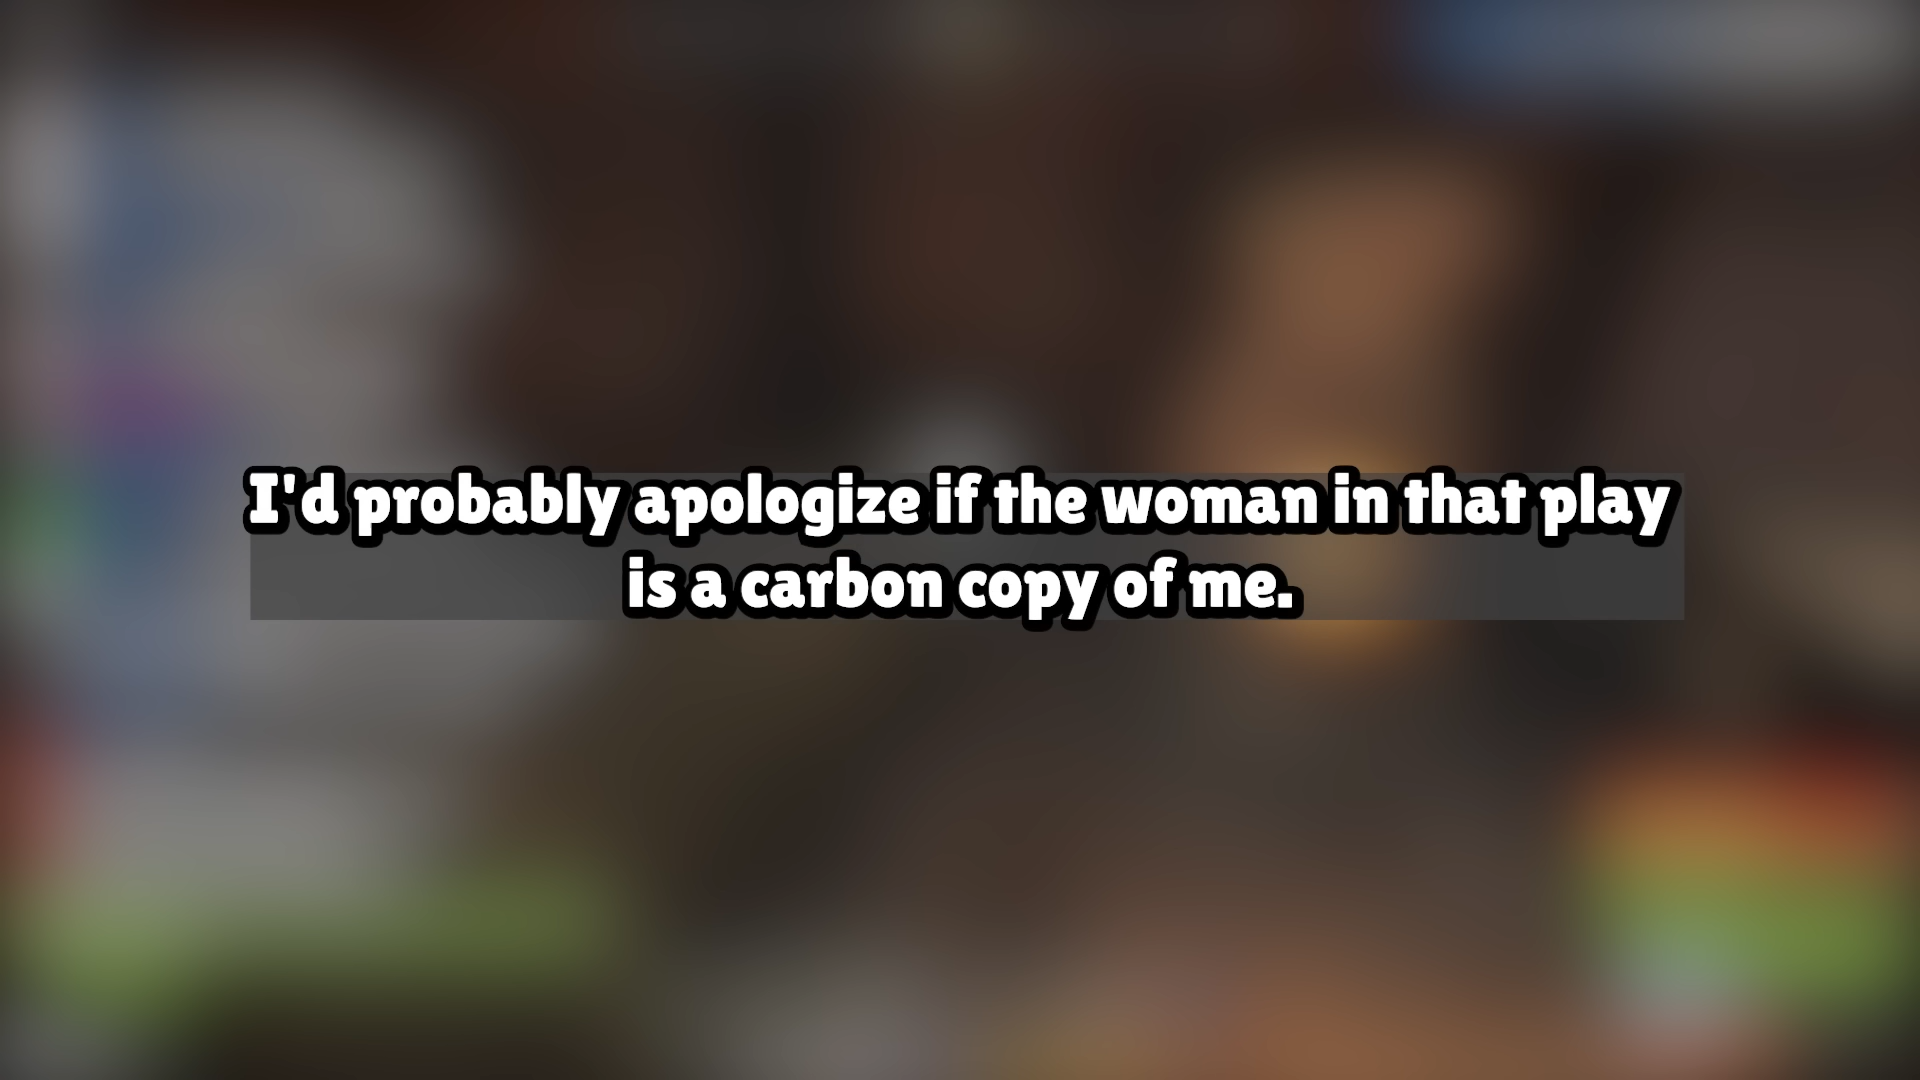 I'd probably apologize if the woman in that play
is a carbon copy of me.